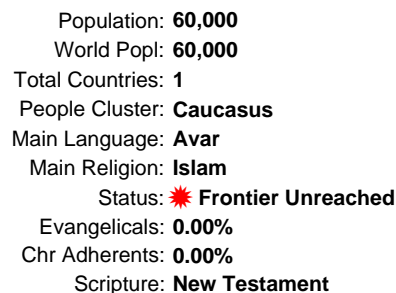 Population: 60,000
World Popl: 60,000
Total Countries: 1
People Cluster: Caucasus
Main Language: Avar
Main Religion: Islam
Status: Frontier Unreached
Evangelicals: 0.00%
Chr Adherents: 0.00%
Scripture: New Testament